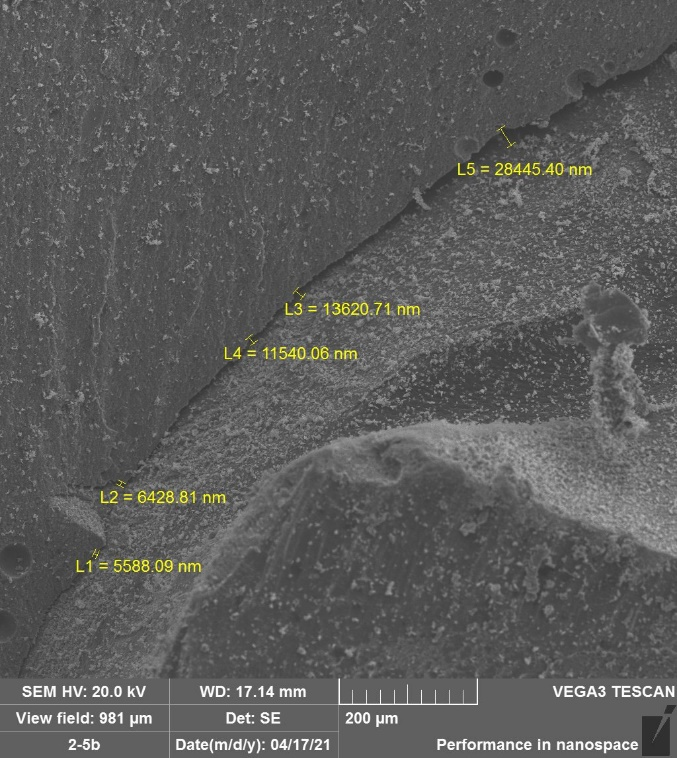 L5 = 28445.40 nm
L3 = 13620.71 nm
L4 = 11540.06 nm
L2 = 6428.81 nm
L1 = 5588.09 nm
SEM HV: 20.0 kV
WD: 17.14 mm
VEGA3 TESCAN
View field: 981 µm
Det: SE
200 µm
2-5b
Date(m/d/y): 04/17/21
Performance in nanospace